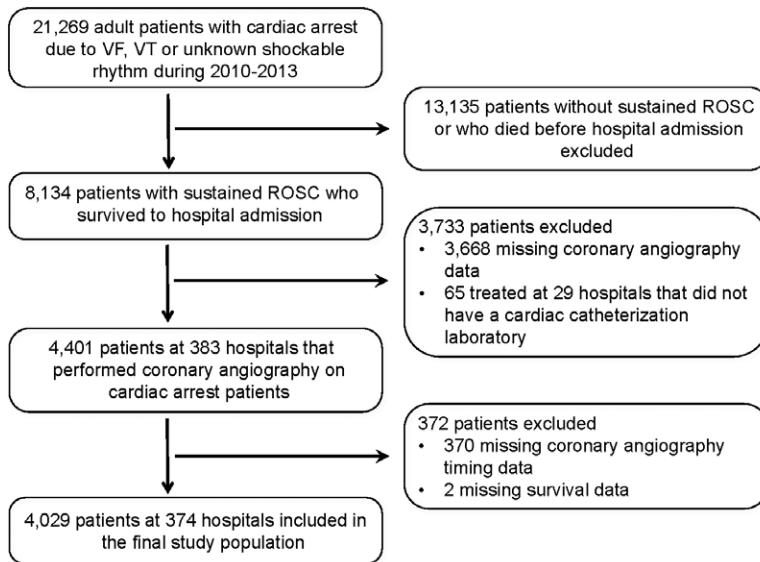 21,269 adult patients with cardiac arrest
due to VF, VT or unknown shockable
rhythm during 2010-2013
13,135 patients without sustained ROSC
or who died before hospital admission
excluded
8,134 patients with sustained ROSC who
survived to hospital admission
3,733 patients excluded
• 3,668 missing coronary angiography
data
• 65 treated at 29 hospitals that did not
have a cardiac catheterization
laboratory
4,401 patients at 383 hospitals that
performed coronary angiography on
cardiac arrest patients
372 patients excluded
• 370 missing coronary angiography
timing data
• 2 missing survival data
4,029 patients at 374 hospitals included in
the final study population